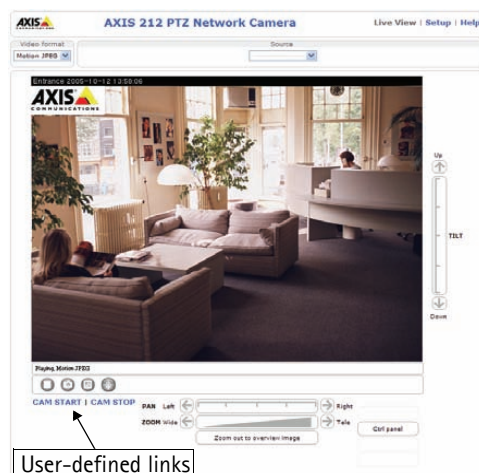 AXIS
COMMUNICATIONS
AXIS 212 PTZ Network Camera
Live View | Setup | Help
Video format
Motion JPEG
Source
Entrance 2005-10-12 13:58:06
AXIS
COMMUNICATIONS
Up
TILT
Down
Playing, Motion JPEG
CAM START | CAM STOP
PAN Left Right
ZOOM Wide Tele
Ctrl panel
Zoom out to overview image
User-defined links